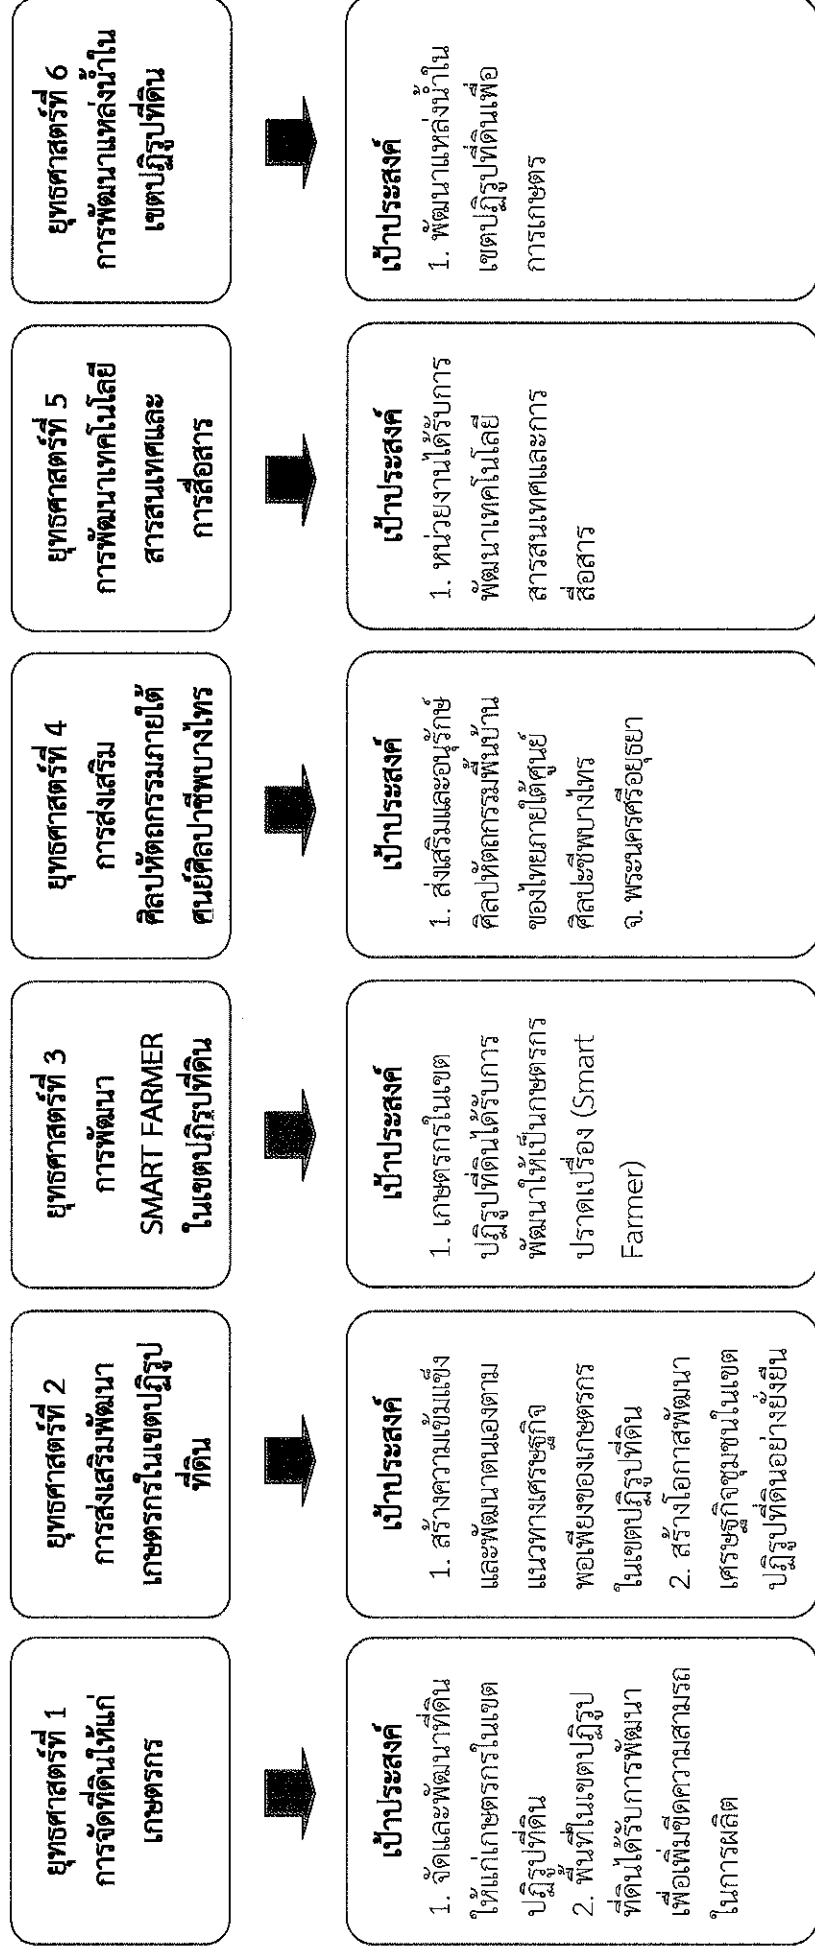 ยุทธศาสตร์ที่ 1
การจัดที่ดินให้แก่
เกษตรกร
ยุทธศาสตร์ที่ 2
การส่งเสริมพัฒนา
เกษตรกรในเขตปฏิรูป
ที่ดิน
ยุทธศาสตร์ที่ 3
การพัฒนา
SMART FARMER
ในเขตปฏิรูปที่ดิน
ยุทธศาสตร์ที่ 4
การส่งเสริม
ศิลปหัตถกรรมภายใต้
ศูนย์ศิลปาชีพบางไทร
ยุทธศาสตร์ที่ 5
การพัฒนาเทคโนโลยี
สารสนเทศและ
การสื่อสาร
ยุทธศาสตร์ที่ 6
การพัฒนาแหล่งน้ำใน
เขตปฏิรูปที่ดิน
เป้าประสงค์
1. จัดและพัฒนาที่ดิน
ให้แก่เกษตรกรในเขต
ปฏิรูปที่ดิน
2. พื้นที่ในเขตปฏิรูป
ที่ดินได้รับการพัฒนา
เพื่อเพิ่มขีดความสามารถ
ในการผลิต
เป้าประสงค์
1. สร้างความเข้มแข็ง
และพัฒนาตนเองตาม
แนวทางเศรษฐกิจ
พอเพียงของเกษตรกร
ในเขตปฏิรูปที่ดิน
2. สร้างโอกาสพัฒนา
เศรษฐกิจชุมชนในเขต
ปฏิรูปที่ดินอย่างยั่งยืน
เป้าประสงค์
1. เกษตรกรในเขต
ปฏิรูปที่ดินได้รับการ
พัฒนาให้เป็นเกษตรกร
ปราดเปรื่อง (Smart
Farmer)
เป้าประสงค์
1. ส่งเสริมและอนุรักษ์
ศิลปหัตถกรรมพื้นบ้าน
ของไทยภายใต้ศูนย์
ศิลปะชีพบางไทร
จ. พระนครศรีอยุธยา
เป้าประสงค์
1. หน่วยงานได้รับการ
พัฒนาเทคโนโลยี
สารสนเทศและการ
สื่อสาร
เป้าประสงค์
1. พัฒนาแหล่งน้ำใน
เขตปฏิรูปที่ดินเพื่อ
การเกษตร